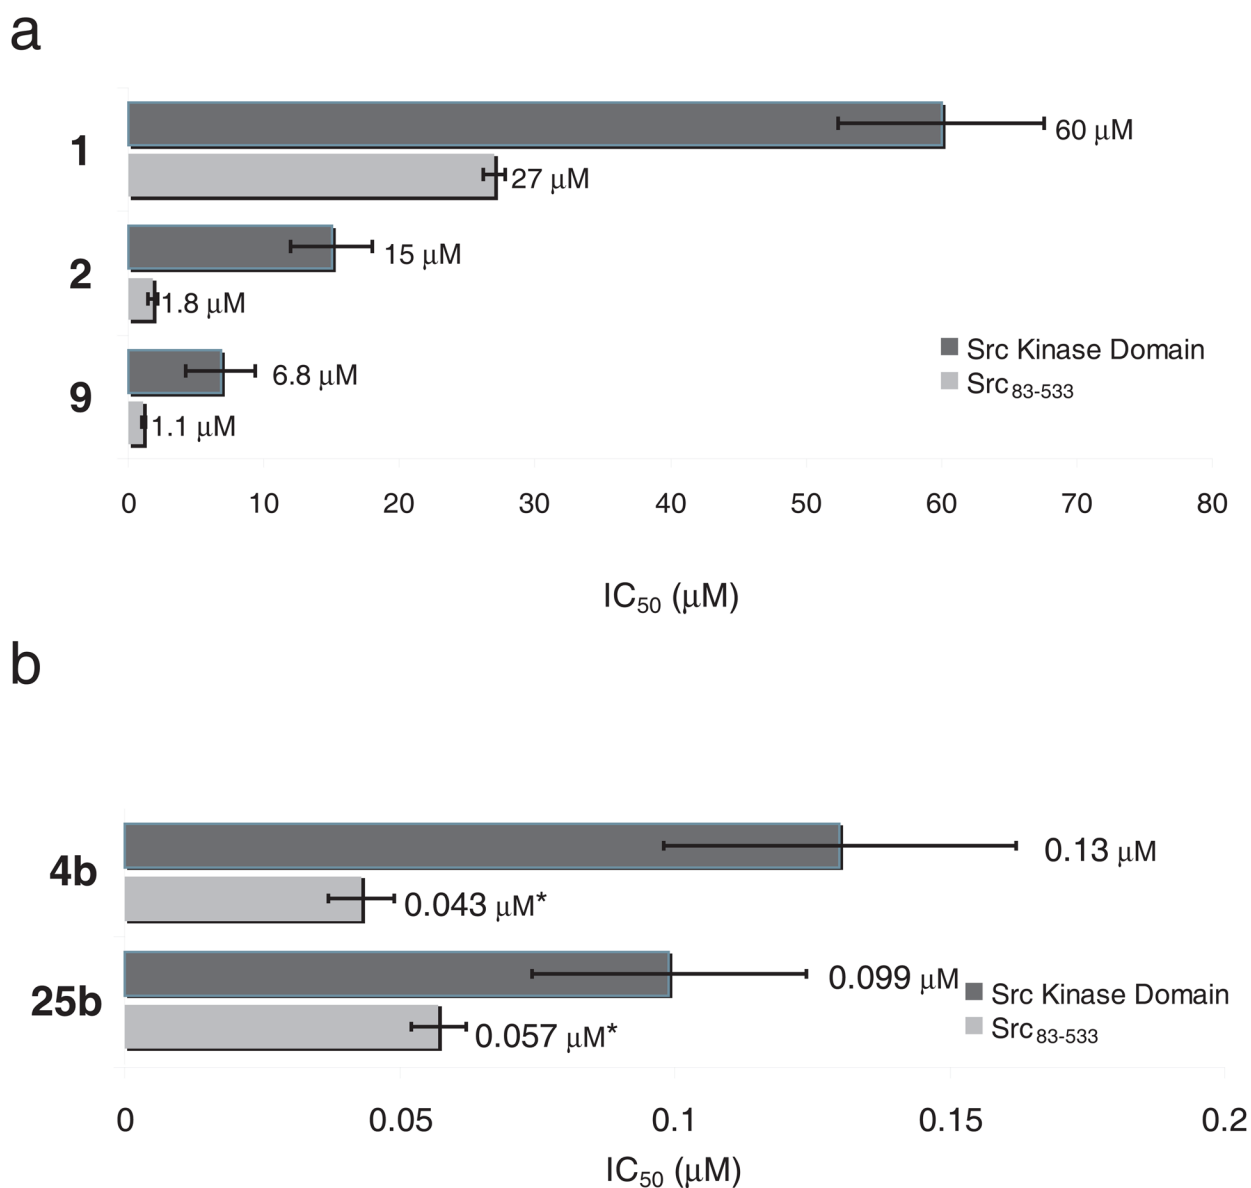 a
60 μM
1
27 μM
15 μM
2
1.8 μM
Src Kinase Domain
6.8 μM
Src83-533
9
1.1 μM
0 10 20 30 40 50 60 70 80
IC50 (μM)
b
0.13 μM
4b
0.043 μM*
0.099 μM
Src Kinase Domain
25b
Src83-533
0.057 μM*
0 0.05 0.1 0.15 0.2
IC50 (μM)